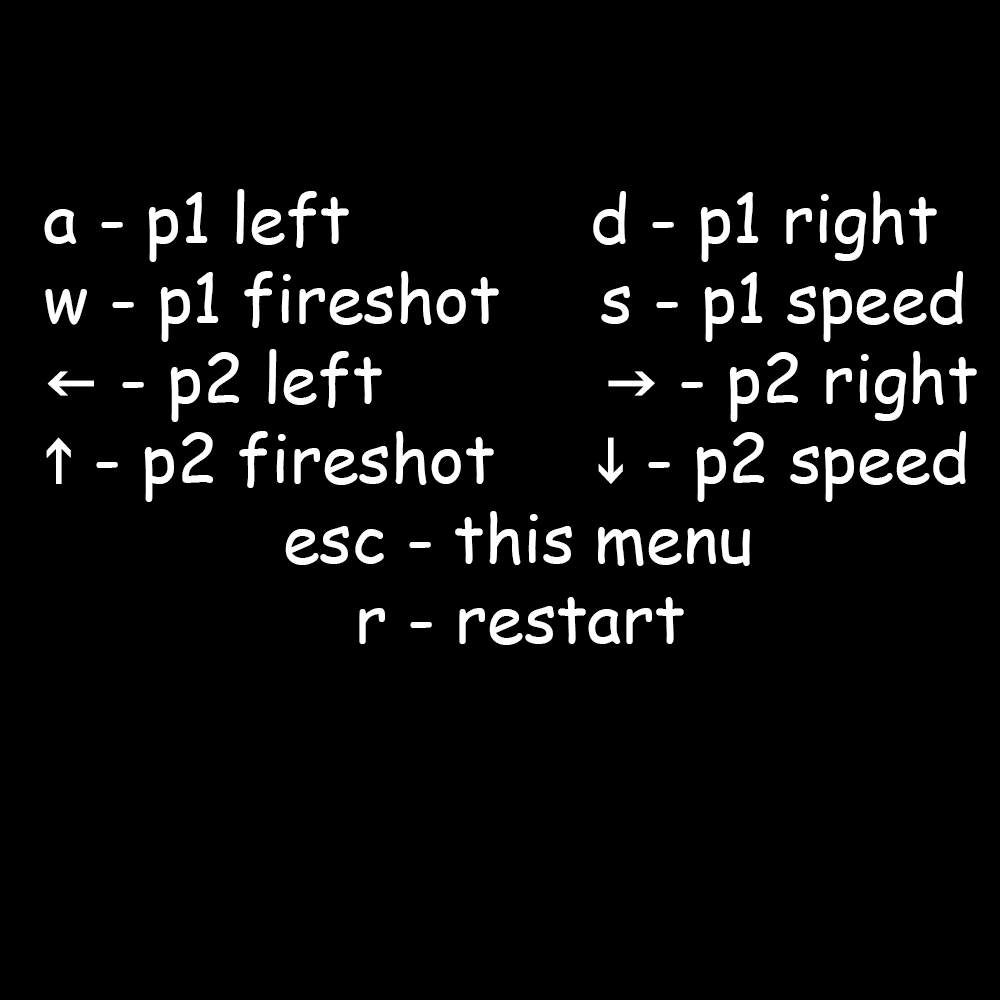 a - p1 left d - p1 right
w - p1 fireshot s - p1 speed
← - p2 left → - p2 right
↑ - p2 fireshot ↓ - p2 speed
esc - this menu
r - restart